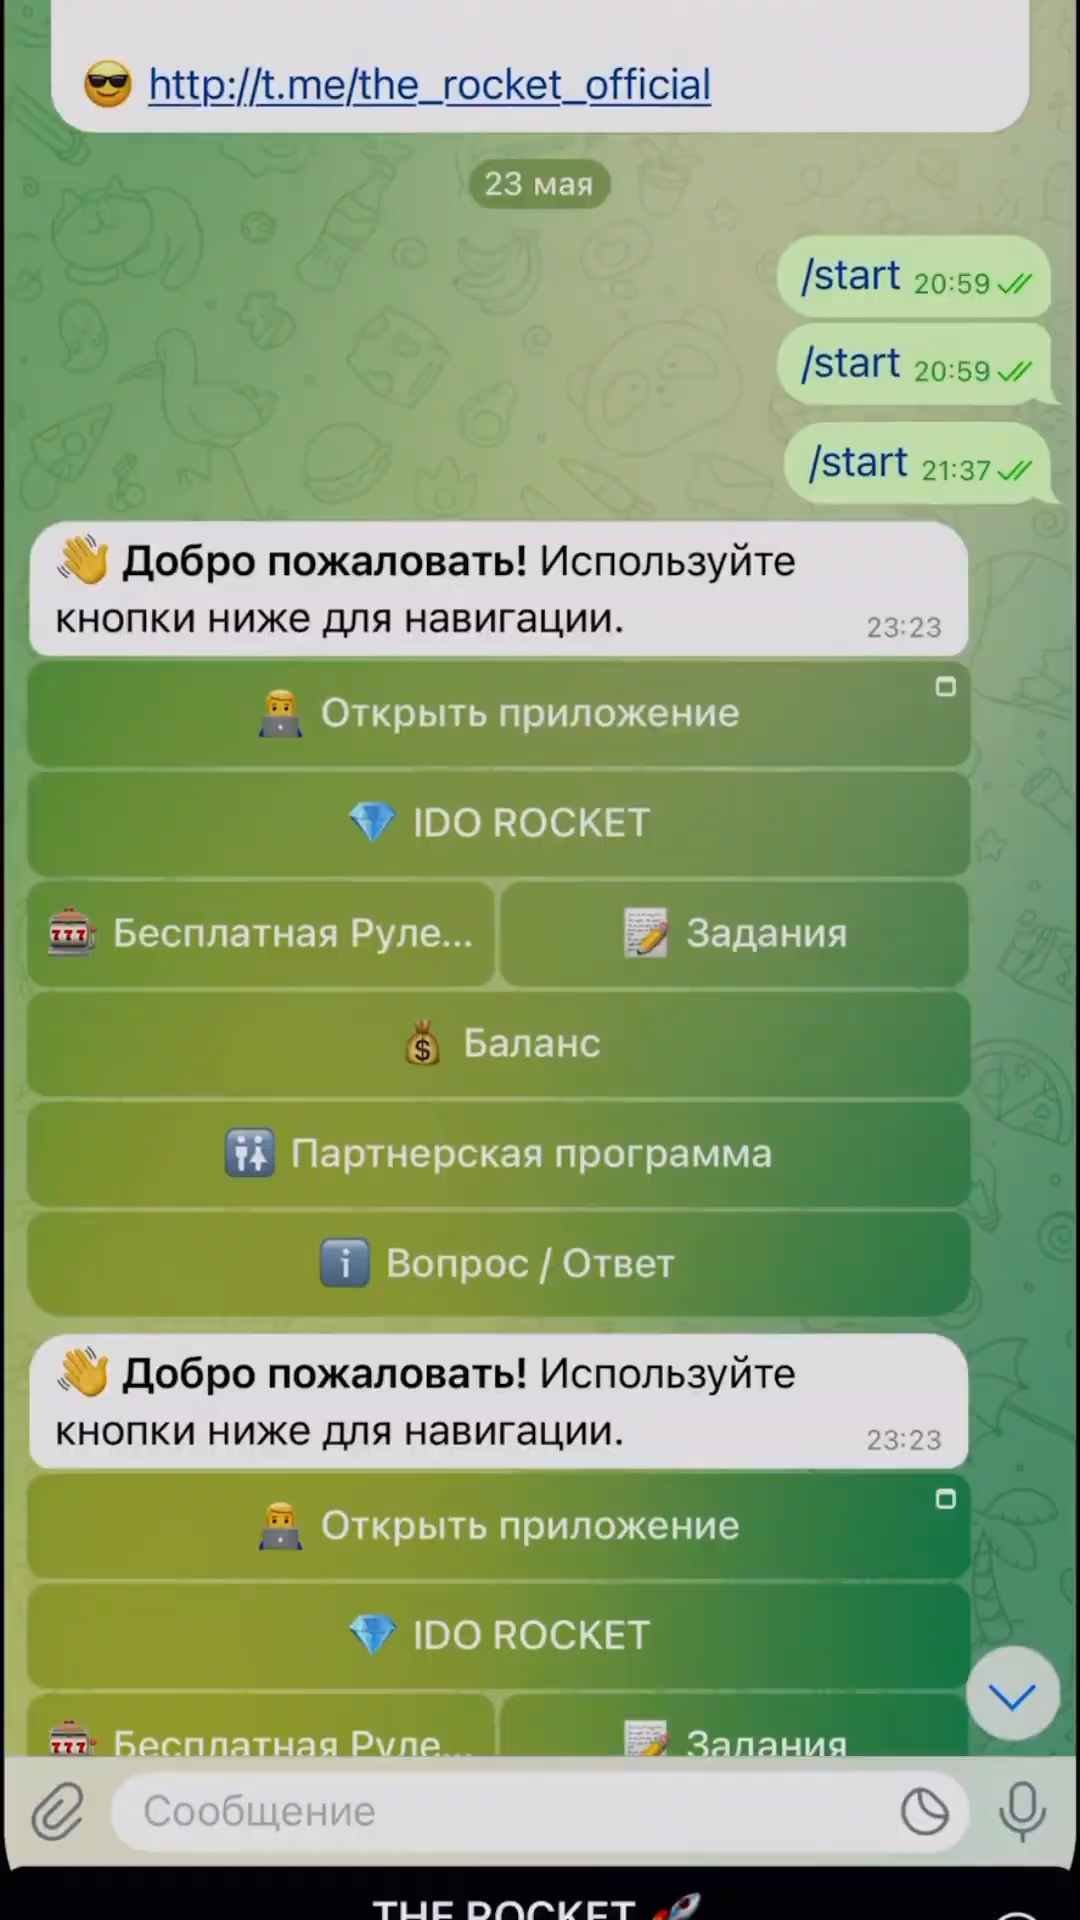 😎 http://t.me/the_rocket_official
23 мая
/start 20:59
/start 20:59
/start 21:37
👋 Добро пожаловать! Используйте
кнопки ниже для навигации.
23:23
👨‍💻 Открыть приложение
💎 IDO ROCKET
🎰 Бесплатная Руле...
📝 Задания
💰 Баланс
🚻 Партнерская программа
ℹ️ Вопрос / Ответ
👋 Добро пожаловать! Используйте
кнопки ниже для навигации.
23:23
👨‍💻 Открыть приложение
💎 IDO ROCKET
🎰 Бесплатная Руле...
📝 Задания
Сообщение
THE ROCKET 🚀